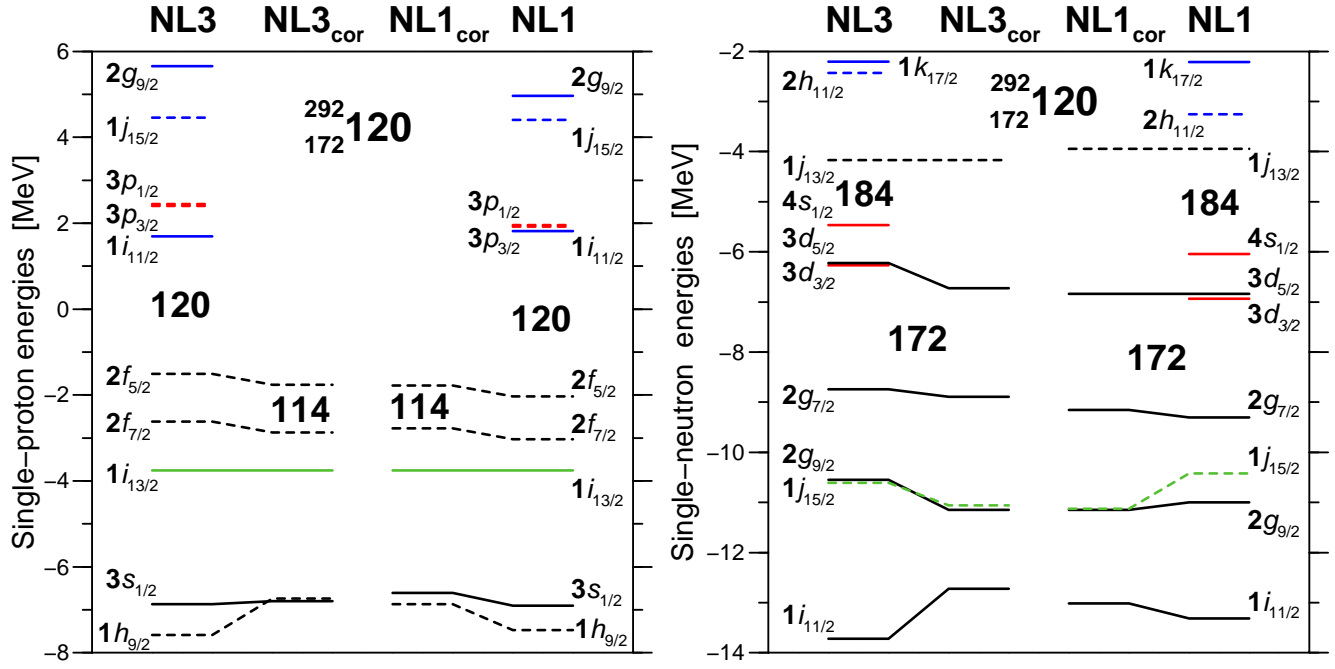 NL3 NL3cor NL1cor NL1
Single−proton energies [MeV]
6
4
2
0
−2
−4
−6
−8
2g9/2
1j15/2
3p1/2
3p3/2
1i11/2
120
2f5/2
2f7/2
1i13/2
3s1/2
1h9/2
292
172 120
114
114
2g9/2
1j15/2
3p1/2
3p3/2
1i11/2
120
2f5/2
2f7/2
1i13/2
3s1/2
1h9/2
NL3 NL3cor NL1cor NL1
Single−neutron energies [MeV]
−2
−4
−6
−8
−10
−12
−14
1k17/2
2h11/2
1j13/2
184
4s1/2
3d5/2
3d3/2
172
2g7/2
2g9/2
1j15/2
1i11/2
292
172 120
1k17/2
2h11/2
1j13/2
184
4s1/2
3d5/2
3d3/2
172
2g7/2
1j15/2
2g9/2
1i11/2